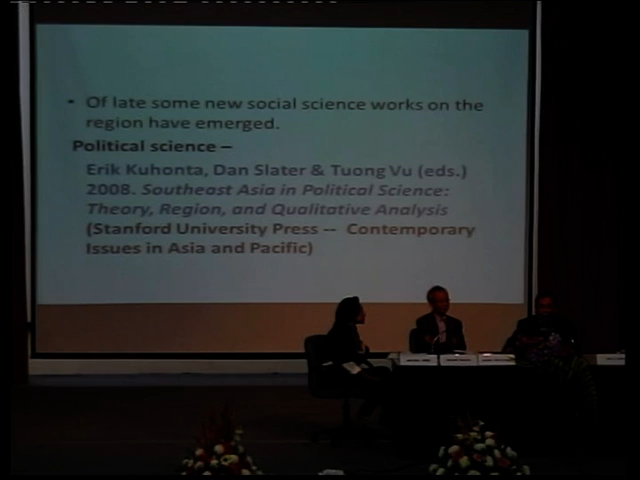 • Of late some new social science works on the
region have emerged.
Political science –
Erik Kuhonta, Dan Slater & Tuong Vu (eds.)
2008. Southeast Asia in Political Science:
Theory, Region, and Qualitative Analysis
(Stanford University Press -- Contemporary
Issues in Asia and Pacific)